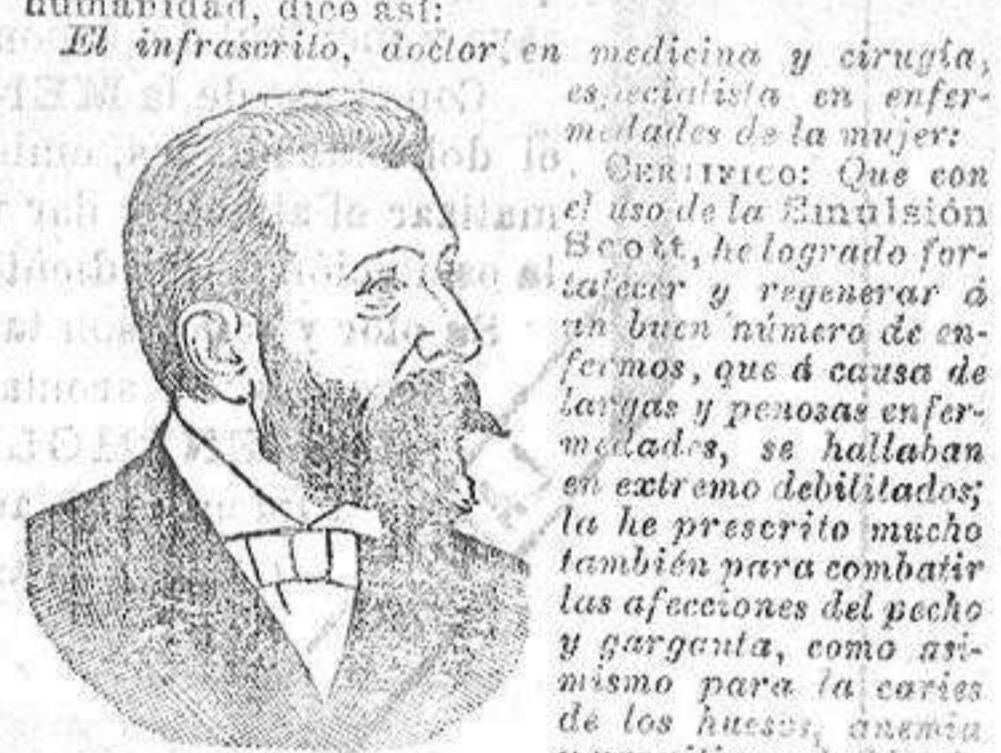 humanidad, dice así:
El infrascrito, doctor en medicina y cirugía,
especialista en enfer-
medades de la mujer:
CERTIFICO: Que con
el uso de la Emulsión
Scott, he logrado for-
talecer y regenerar á
un buen número de en-
fermos, que á causa de
largas y penosas enfer-
medades, se hallaban
en extremo debilitados;
la he prescrito mucho
también para combatir
las afecciones del pecho
y garganta, como asi-
mismo para la caries
de los huesos, anemia